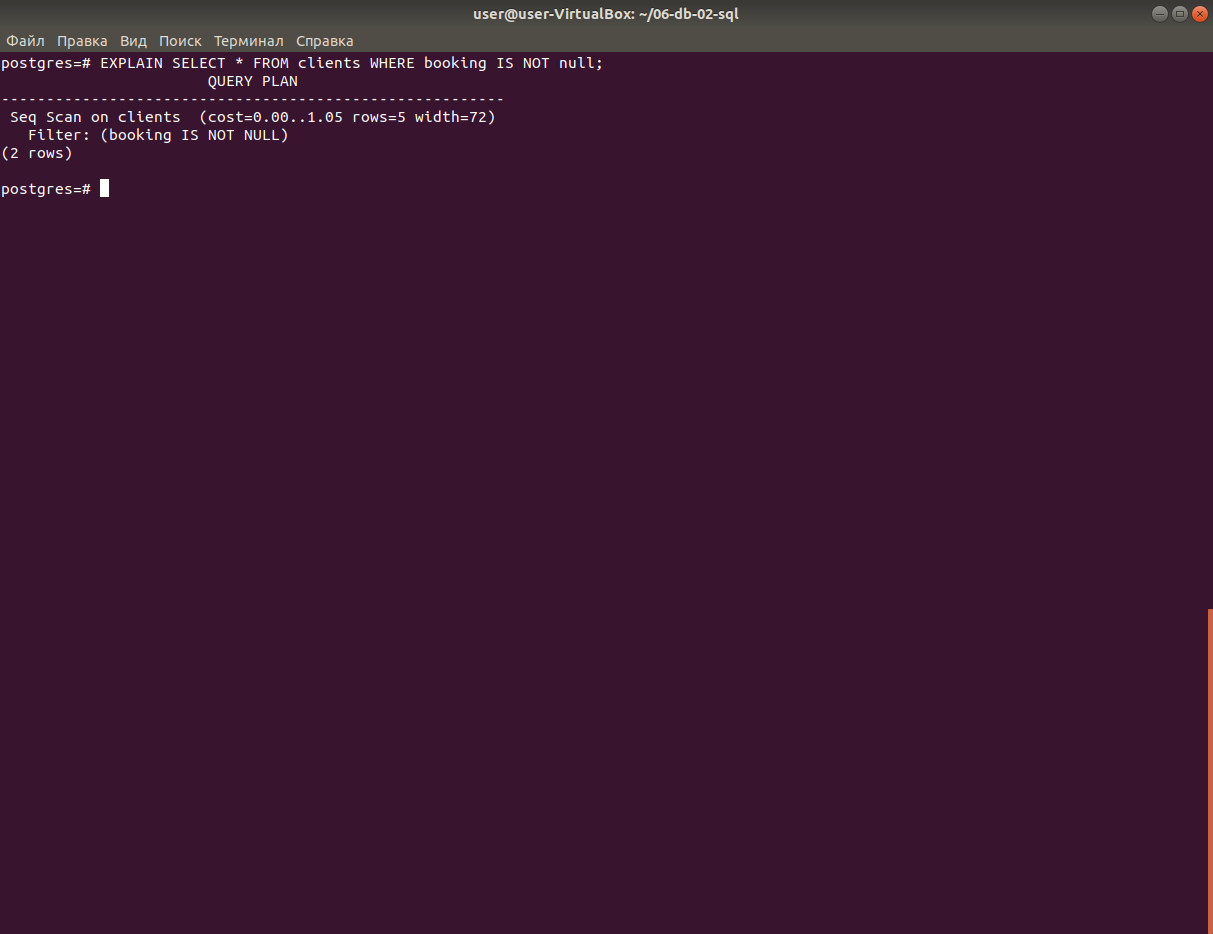 user@user-VirtualBox: ~/06-db-02-sql
Файл Правка Вид Поиск Терминал Справка
postgres=# EXPLAIN SELECT * FROM clients WHERE booking IS NOT null;
                       QUERY PLAN
--------------------------------------------------------
 Seq Scan on clients  (cost=0.00..1.05 rows=5 width=72)
   Filter: (booking IS NOT NULL)
(2 rows)
postgres=#